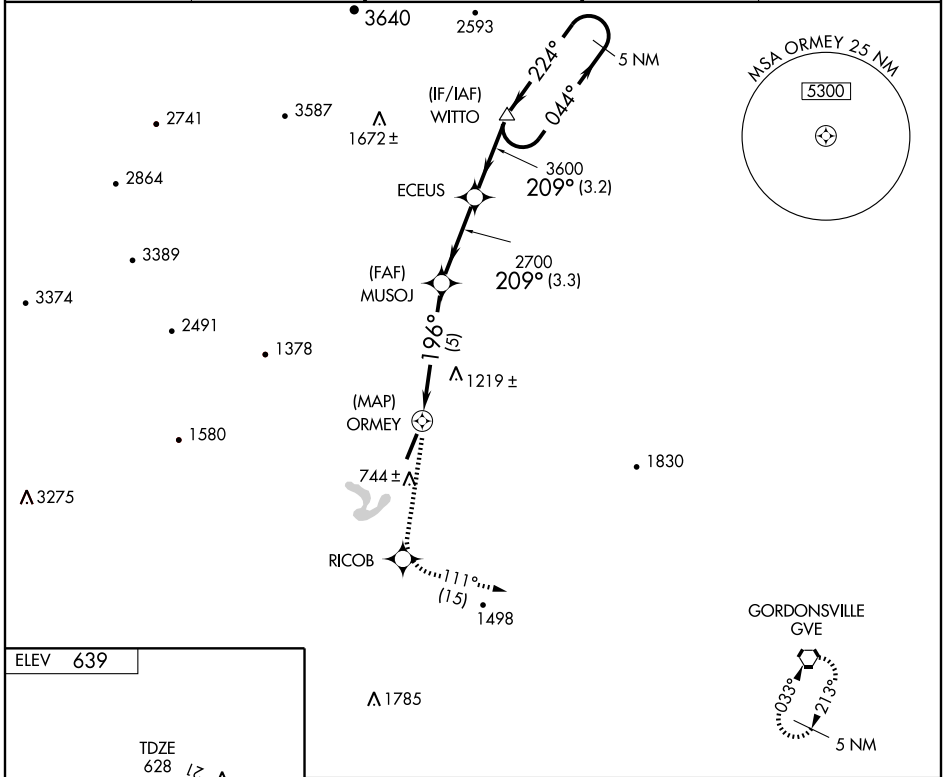 3640
2593
224°
5 NM
MSA ORMEY 25 NM
5300
(IF/IAF)
WITTO
044°
2741
3587
1672 ±
3600
209° (3.2)
2864
ECEUS
3389
2700
209° (3.3)
(FAF)
MUSOJ
3374
2491
1378
196°
(5)
1219 ±
(MAP)
ORMEY
1580
744 ±
1830
3275
RICOB
111°
(15)
1498
GORDONSVILLE
GVE
033°
213°
5 NM
ELEV 639
1785
TDZE
628
21